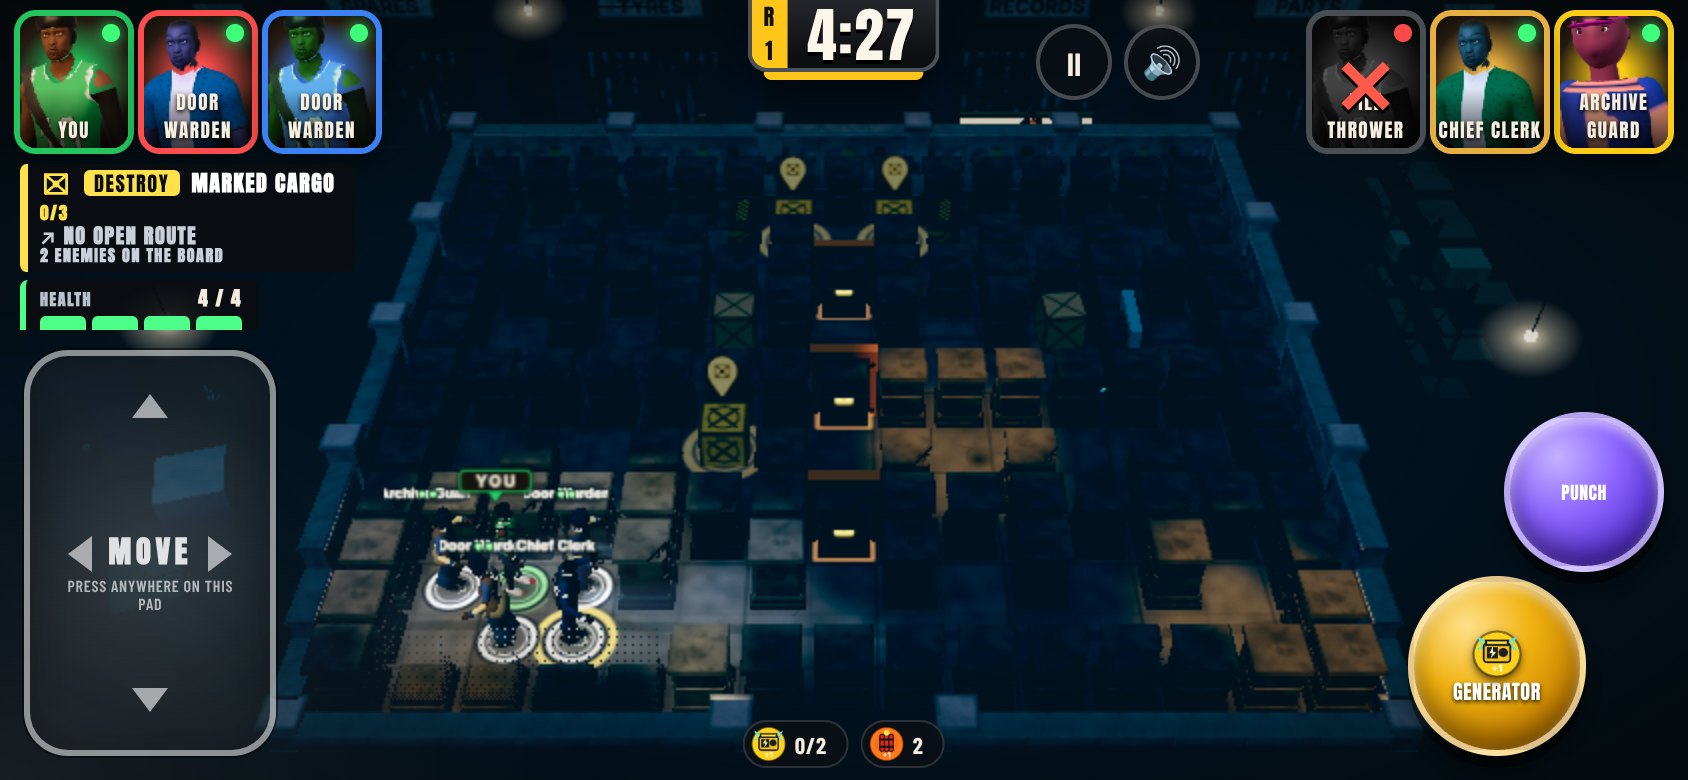 YOU
DOOR
WARDEN
DOOR
WARDEN
R
1
4:27
RECORDS
THROWER
CHIEF CLERK
ARCHIVE
GUARD
DESTROY MARKED CARGO
0/3
NO OPEN ROUTE
2 ENEMIES ON THE BOARD
HEALTH 4 / 4
MOVE
PRESS ANYWHERE ON THIS
PAD
YOU
Chief Clerk
PUNCH
GENERATOR
0/2
2